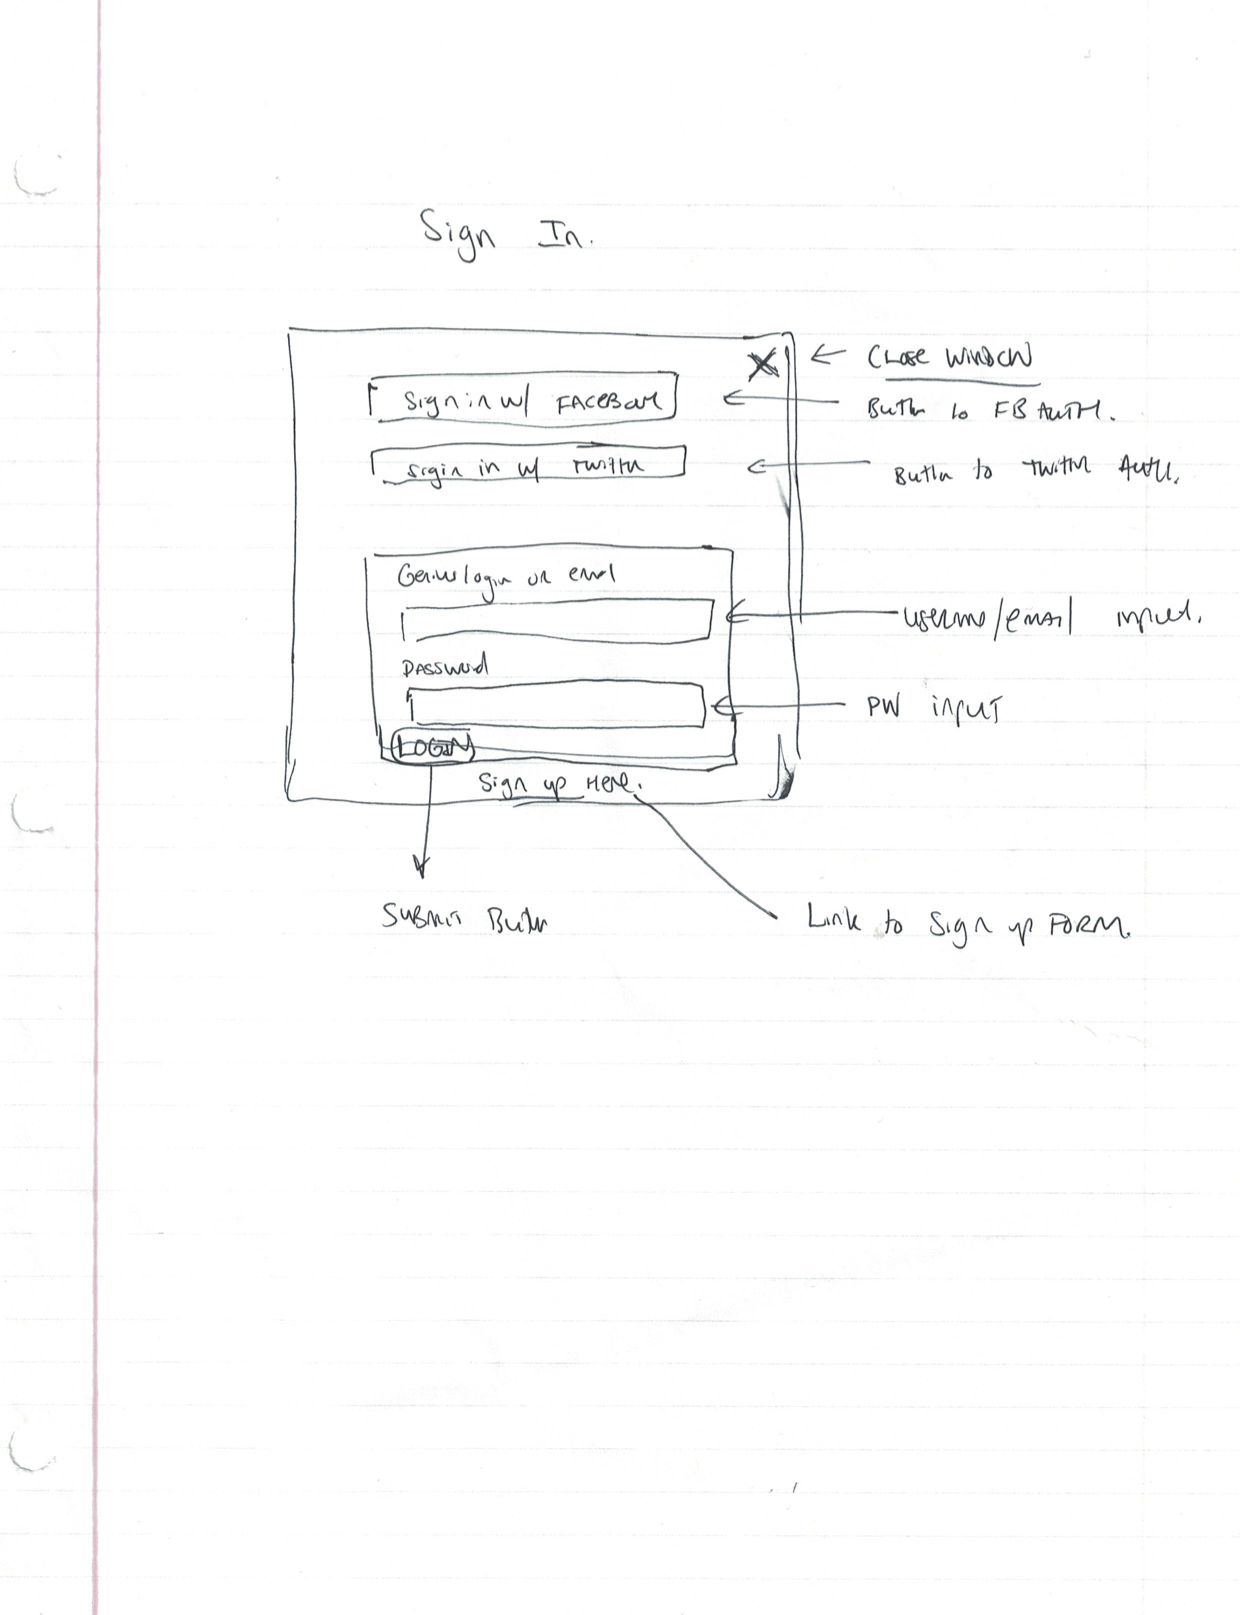 Sign In.
X
← CLOSE WINDOW
Sign in w/ FACEBOOK
Button to FB AUTH.
Sign in w/ Twitter
Button to Twitter AUTH.
Genius login or email
username/email input.
PASSWORD
PW input
LOGIN
Sign up Here.
SUBMIT Button
Link to Sign up FORM.